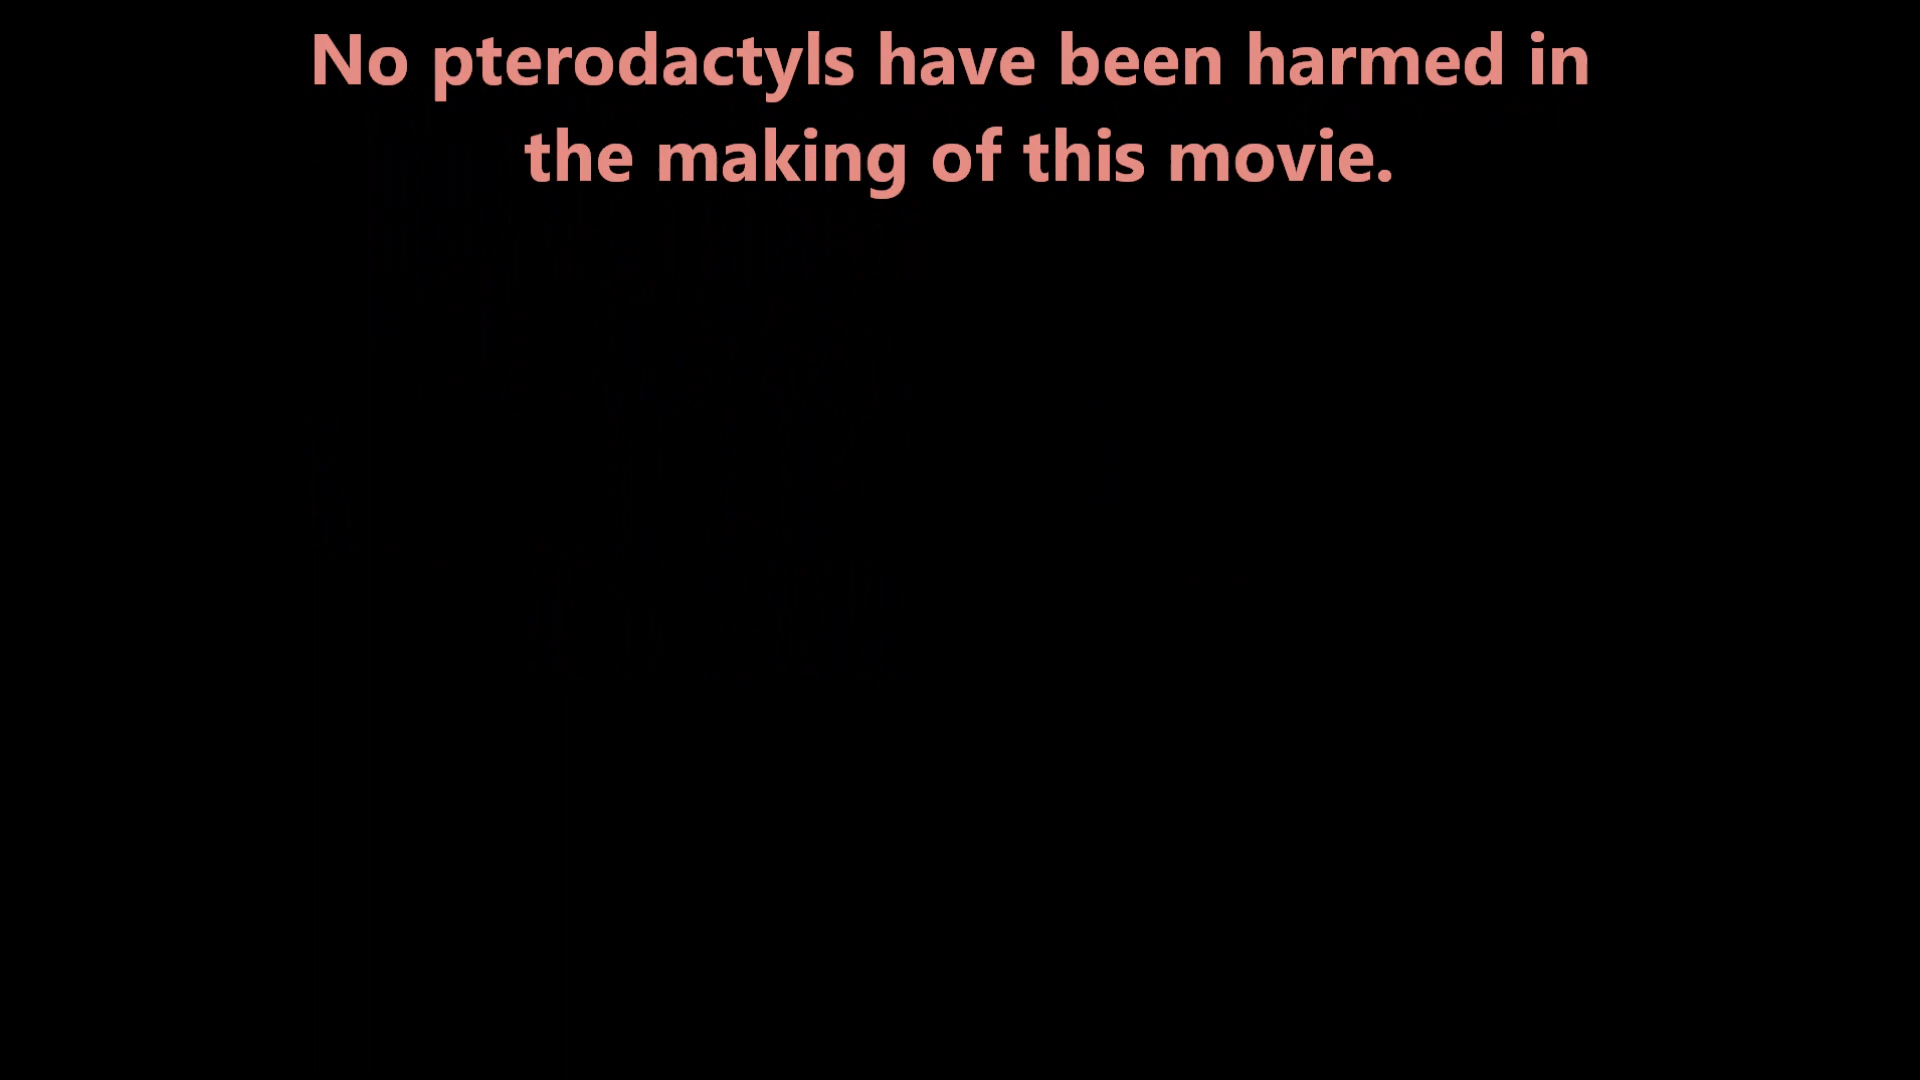 No pterodactyls have been harmed in
the making of this movie.